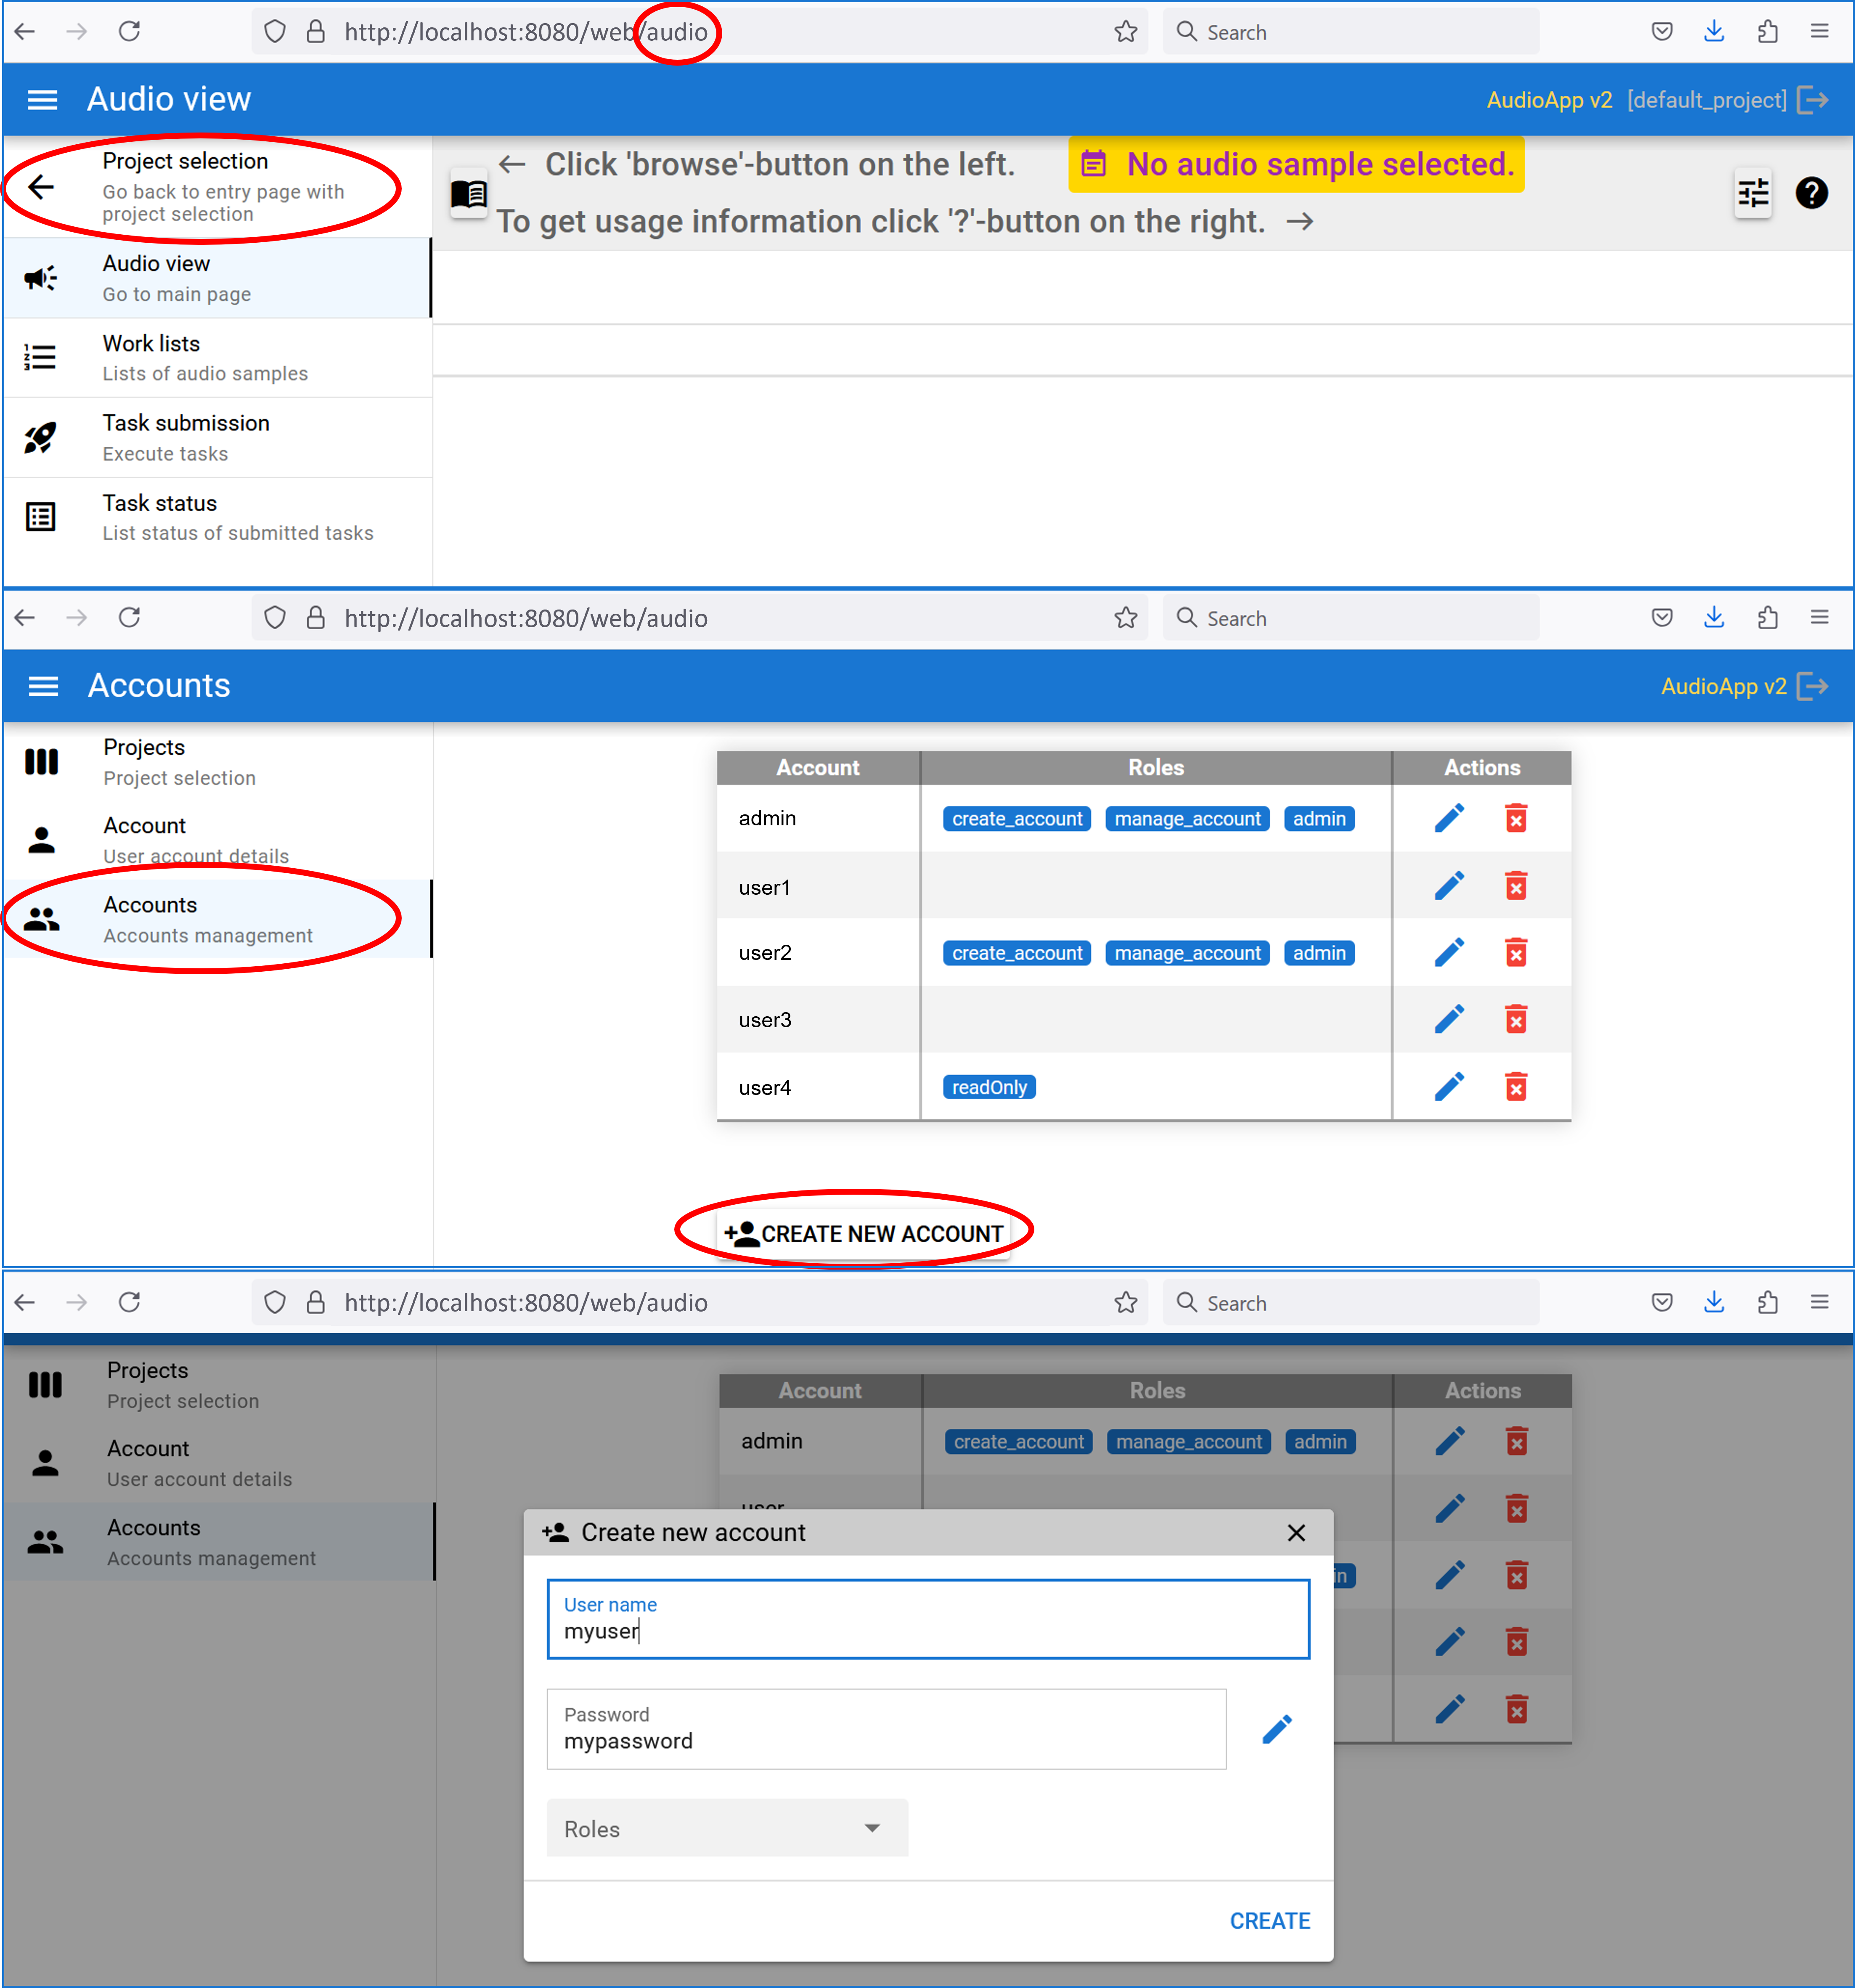 http://localhost:8080/web/audio
Search
Audio view
AudioApp v2 [default_project]
Project selection
Go back to entry page with
project selection
← Click 'browse'-button on the left.
No audio sample selected.
To get usage information click '?'-button on the right. →
Audio view
Go to main page
Work lists
Lists of audio samples
Task submission
Execute tasks
Task status
List status of submitted tasks
http://localhost:8080/web/audio
Search
Accounts
AudioApp v2
Projects
Project selection
Account
User account details
Accounts
Accounts management
Account Roles Actions
admin create_account manage_account admin
user1
user2 create_account manage_account admin
user3
user4 readOnly
CREATE NEW ACCOUNT
http://localhost:8080/web/audio
Search
Projects
Project selection
Account
User account details
Accounts
Accounts management
Account Roles Actions
admin create_account manage_account admin
user
in
Create new account
User name
myuser
Password
mypassword
Roles
CREATE